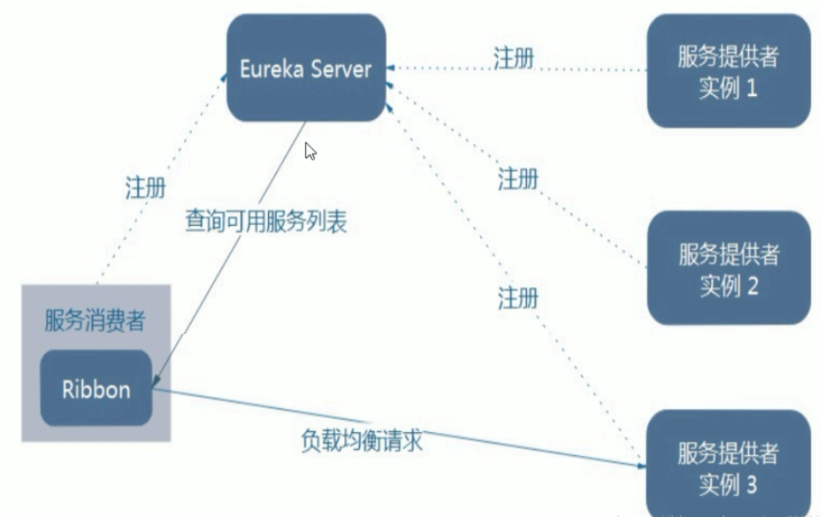 Eureka Server
注册
服务提供者
实例 1
注册
注册
查询可用服务列表
服务提供者
实例 2
注册
服务消费者
Ribbon
负载均衡请求
服务提供者
实例 3